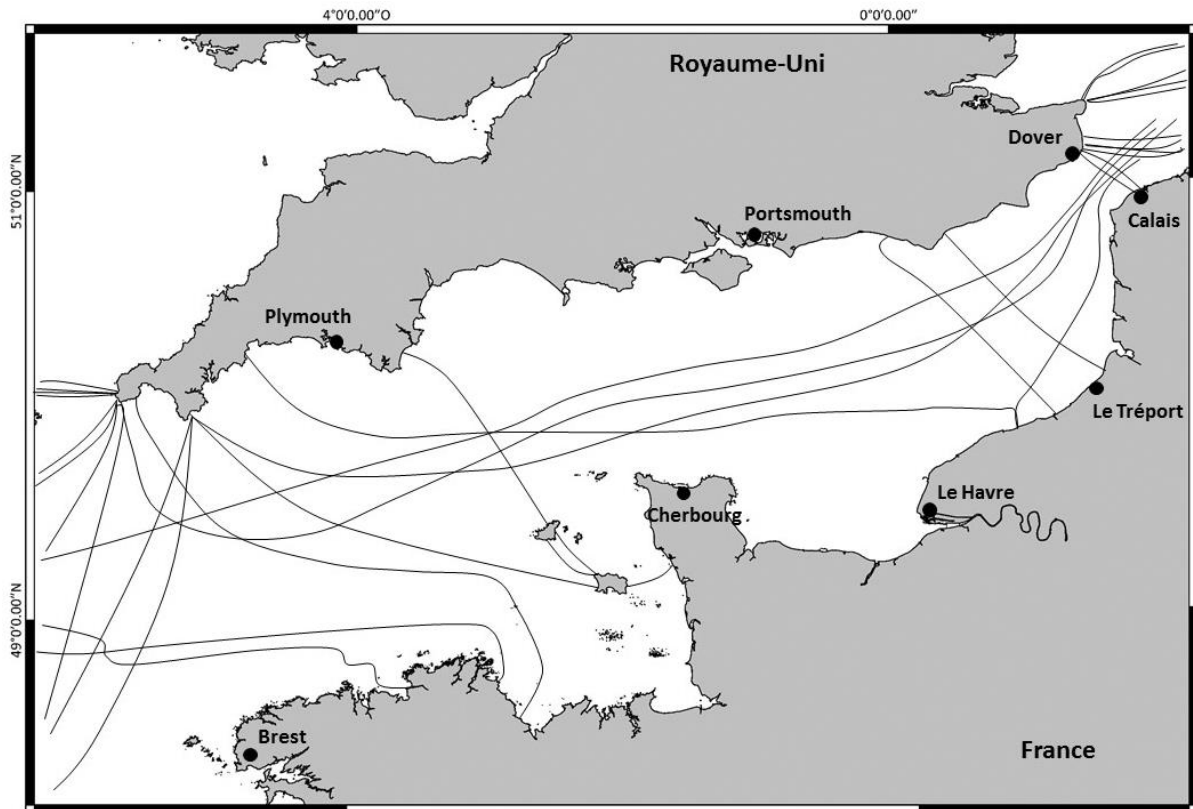 4°0'0.00"O
0°0'0.00"
Royaume-Uni
Dover
51°0'0.00"N
Calais
Portsmouth
Plymouth
Le Tréport
Le Havre
Cherbourg
49°0'0.00"N
Brest
France